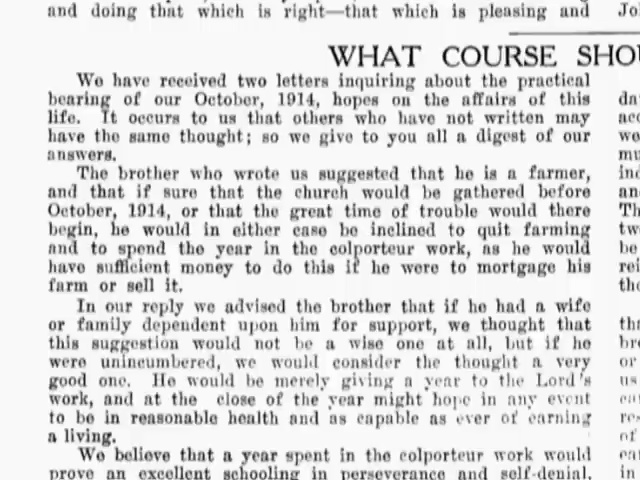 and doing that which is right—that which is pleasing and
WHAT COURSE SHOU
We have received two letters inquiring about the practical
bearing of our October, 1914, hopes on the affairs of this
life. It occurs to us that others who have not written may
have the same thought; so we give to you all a digest of our
answers.
The brother who wrote us suggested that he is a farmer,
and that if sure that the church would be gathered before
October, 1914, or that the great time of trouble would there
begin, he would in either case be inclined to quit farming
and to spend the year in the colporteur work, as he would
have sufficient money to do this if he were to mortgage his
farm or sell it.
In our reply we advised the brother that if he had a wife
or family dependent upon him for support, we thought that
this suggestion would not be a wise one at all, but if he
were unincumbered, we would consider the thought a very
good one. He would be merely giving a year to the Lord's
work, and at the close of the year might hope in any event
to be in reasonable health and as capable as ever of earning
a living.
We believe that a year spent in the colporteur work would
prove an excellent schooling in perseverance and self-denial,